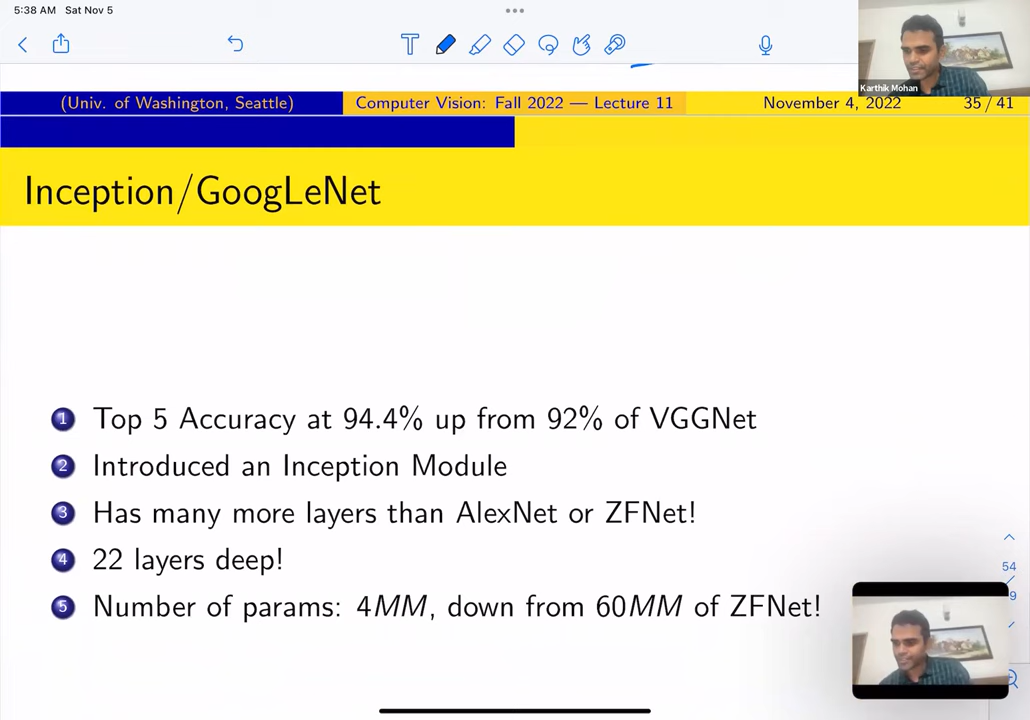 5:38 AM Sat Nov 5
T
Karthik Mohan
(Univ. of Washington, Seattle) Computer Vision: Fall 2022 — Lecture 11 November 4, 2022 35 / 41
Inception/GoogLeNet
1 Top 5 Accuracy at 94.4% up from 92% of VGGNet
2 Introduced an Inception Module
3 Has many more layers than AlexNet or ZFNet!
4 22 layers deep!
5 Number of params: 4MM, down from 60MM of ZFNet!
54